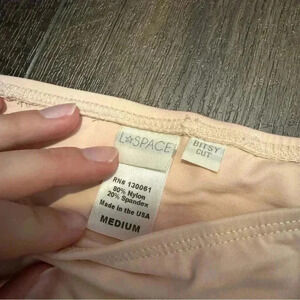 L☆SPACE
BITSY
CUT
RN# 130061
80% Nylon
20% Spandex
Made in the USA
MEDIUM